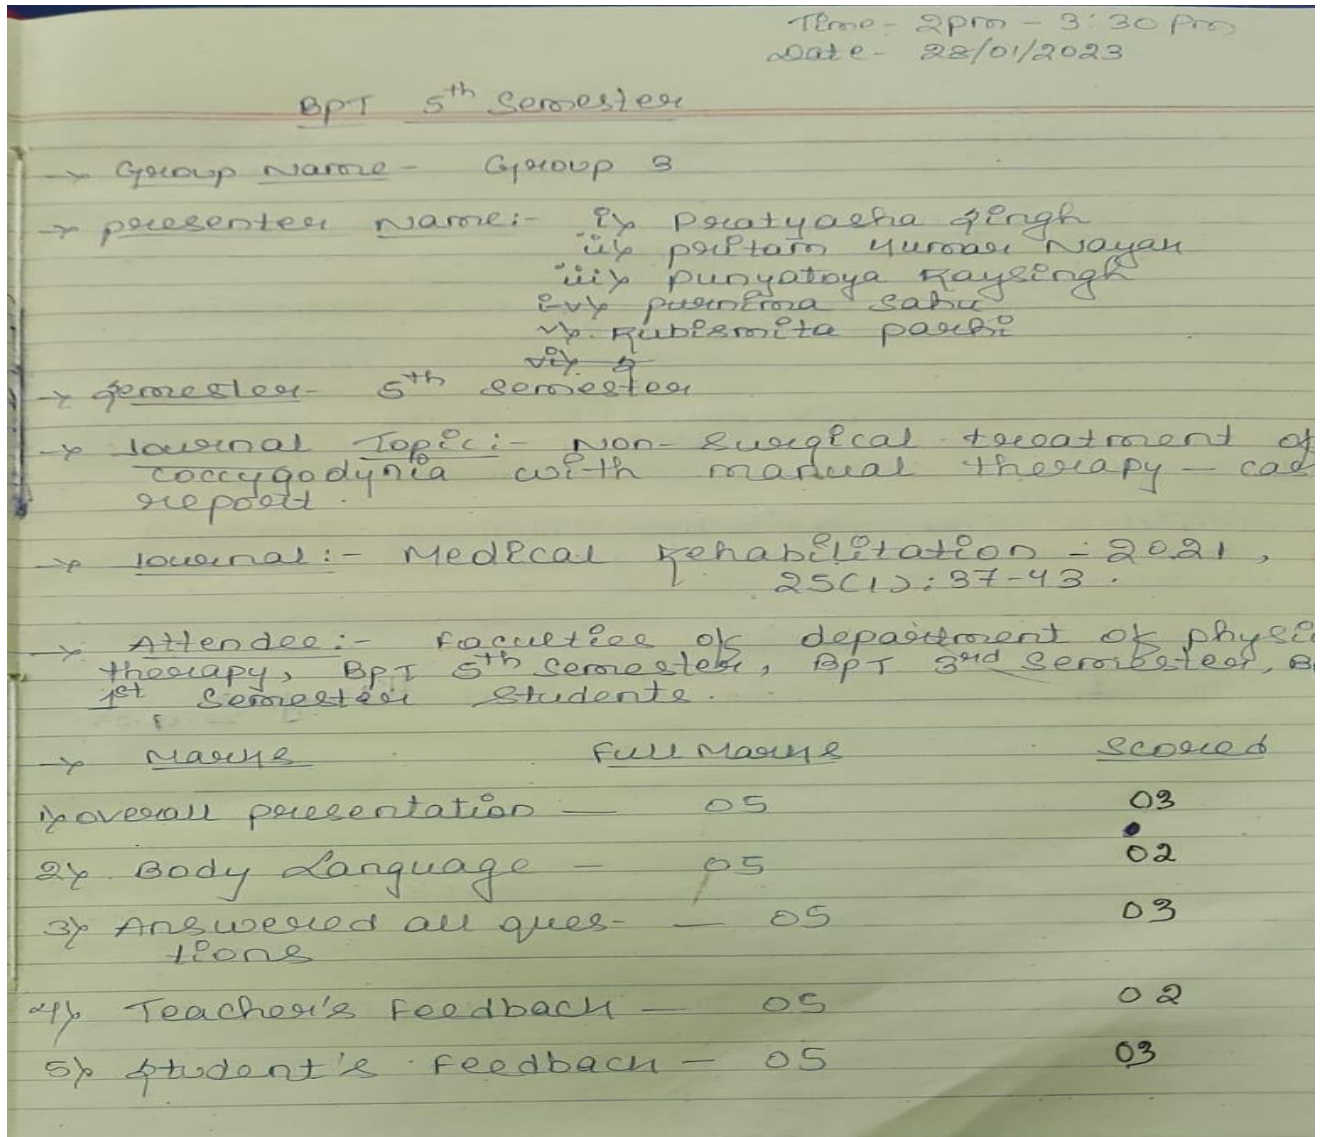 Time - 2pm - 3:30 Pm
Date - 28/01/2023
BPT 5th Semester
→ Group Name - Group 3
→ presenter Name:- i) Pratyasha Singh
ii) pritam Kumar Nayak
iii) punyatoya Raysingh
iv) purnima Sahu
v) Rubismita parhi
vi) S
→ Semester - 5th Semester
→ Journal Topic:- Non-Surgical treatment of
coccygodynia with manual therapy - cas
report.
→ Journal:- Medical Rehabilitation - 2021,
25(1): 37-43.
→ Attendee:- Faculties of department of physi
therapy, BPT 5th Semester, BPT 3rd Semester, B
1st Semester Students.
→ Marks Full Marks Scored
1) overall presentation — 05 03
2) Body Language — 05 02
3) Answered all ques- — 05 03
tions
4) Teacher's Feedback — 05 02
5) Student's Feedback — 05 03